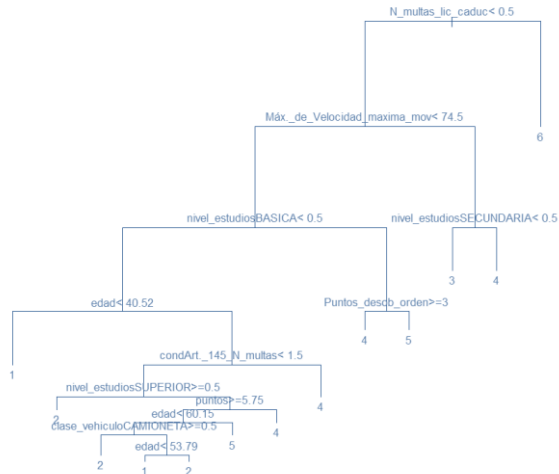 N_multas_lic_caduc< 0.5
Máx._de_Velocidad_maxima_mov< 74.5
6
nivel_estudiosBASICA< 0.5
nivel_estudiosSECUNDARIA< 0.5
3
4
edad< 40.52
Puntos_descb_orden>=3
4
5
condArt._145_N_multas< 1.5
1
nivel_estudiosSUPERIOR>=0.5
puntos>=5.75
4
2
edad< 60.15
4
clase_vehiculoCAMIONETA>=0.5
5
edad< 53.79
2
1
2